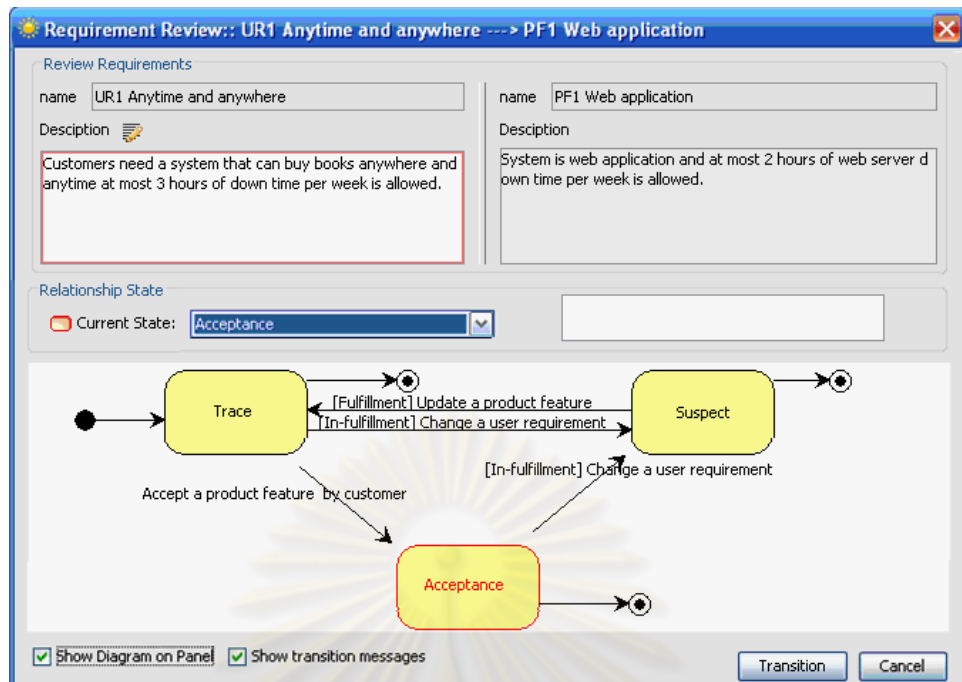 Requirement Review:: UR1 Anytime and anywhere ---> PF1 Web application
Review Requirements
name UR1 Anytime and anywhere
name PF1 Web application
Desciption
Desciption
Customers need a system that can buy books anywhere and
anytime at most 3 hours of down time per week is allowed.
System is web application and at most 2 hours of web server d
own time per week is allowed.
Relationship State
Current State: Acceptance
Trace
[Fulfillment] Update a product feature
[In-fulfillment] Change a user requirement
Suspect
[In-fulfillment] Change a user requirement
Accept a product feature by customer
Acceptance
Show Diagram on Panel
Show transition messages
Transition
Cancel